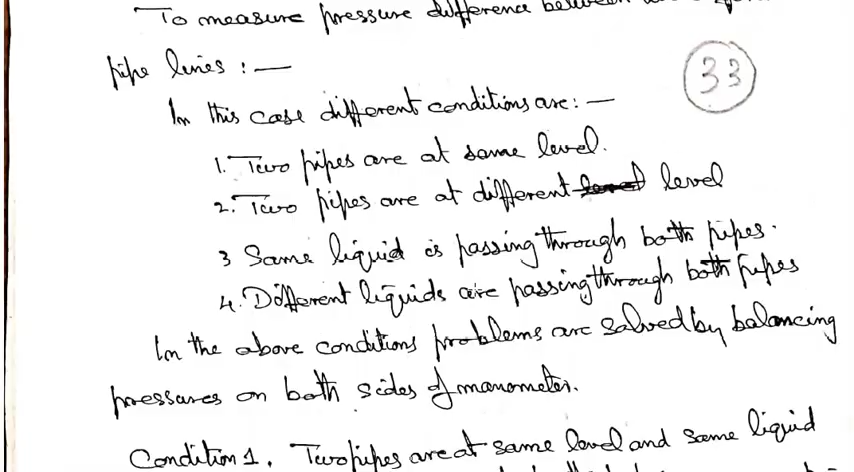 To measure pressure difference between
pipe lines : —
33
In this case different conditions are : —
1. Two pipes are at same level.
2. Two pipes are at different level
3 Same liquid is passing through both pipes.
4. Different liquids are passing through both pipes
In the above conditions problems are solved by balancing
pressures on both sides of manometer.
Condition 1. Two pipes are at same level and same liquid